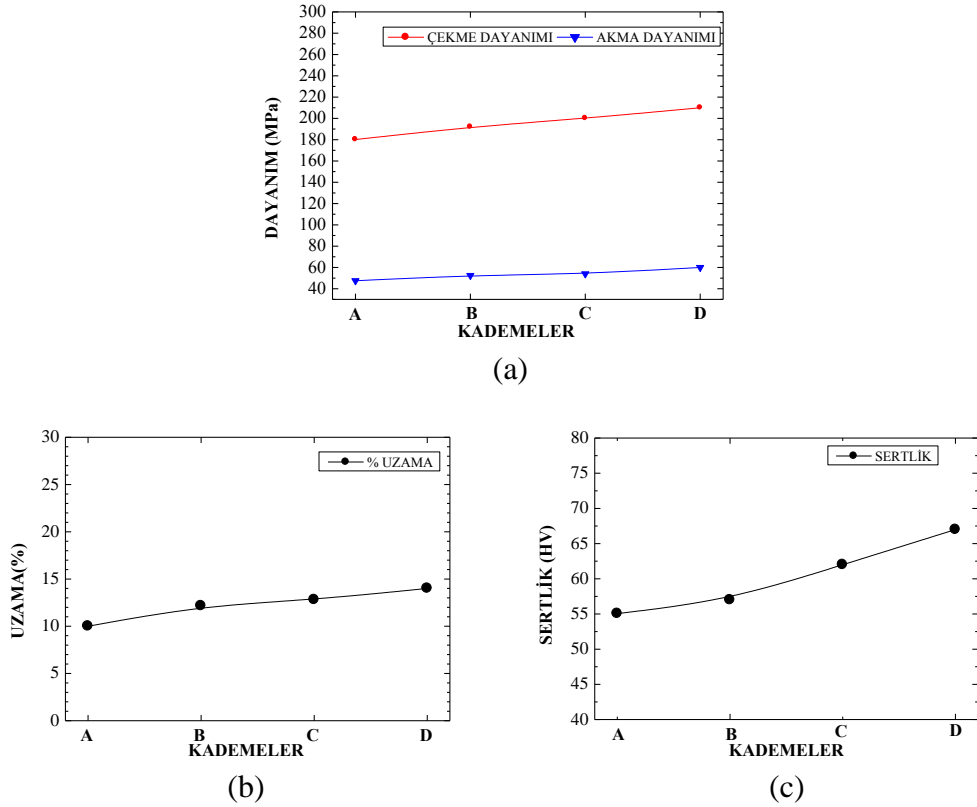 300
280
260
240
220
200
180
160
140
120
100
80
60
40
DAYANIM (MPa)
ÇEKME DAYANIMI AKMA DAYANIMI
A B C D
KADEMELER
(a)
30
25
20
15
10
5
0
UZAMA(%)
% UZAMA
A B C D
KADEMELER
(b)
80
75
70
65
60
55
50
45
40
SERTLİK (HV)
SERTLİK
A B C D
KADEMELER
(c)